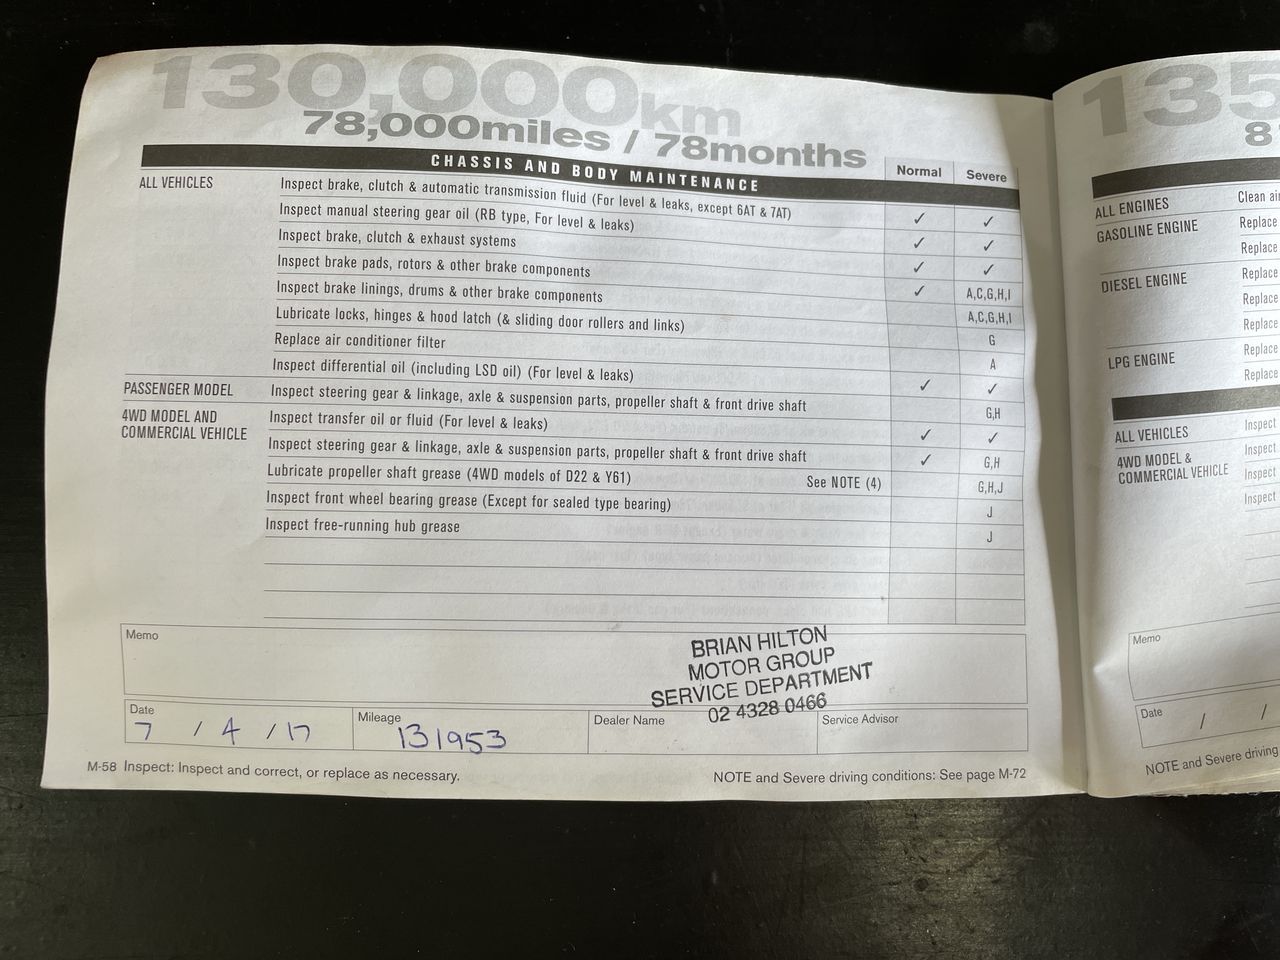 130,000km
78,000miles / 78months
CHASSIS AND BODY MAINTENANCE Normal Severe
ALL VEHICLES Inspect brake, clutch & automatic transmission fluid (For level & leaks, except 6AT & 7AT) ✓ ✓
Inspect manual steering gear oil (RB type, For level & leaks) ✓ ✓
Inspect brake, clutch & exhaust systems ✓ ✓
Inspect brake pads, rotors & other brake components ✓ A,C,G,H,I
Inspect brake linings, drums & other brake components A,C,G,H,I
Lubricate locks, hinges & hood latch (& sliding door rollers and links) G
Replace air conditioner filter A
Inspect differential oil (including LSD oil) (For level & leaks) ✓ ✓
PASSENGER MODEL Inspect steering gear & linkage, axle & suspension parts, propeller shaft & front drive shaft G,H
4WD MODEL AND COMMERCIAL VEHICLE Inspect transfer oil or fluid (For level & leaks) ✓ ✓
Inspect steering gear & linkage, axle & suspension parts, propeller shaft & front drive shaft ✓ G,H
Lubricate propeller shaft grease (4WD models of D22 & Y61) See NOTE (4) G,H,J
Inspect front wheel bearing grease (Except for sealed type bearing) J
Inspect free-running hub grease J
Memo
BRIAN HILTON
MOTOR GROUP
SERVICE DEPARTMENT
02 4328 0466
Date Mileage Dealer Name Service Advisor
7 / 4 / 17 131953
M-58 Inspect: Inspect and correct, or replace as necessary. NOTE and Severe driving conditions: See page M-72
135
8
ALL ENGINES Clean air
GASOLINE ENGINE Replace
Replace
DIESEL ENGINE Replace
Replace
Replace
LPG ENGINE Replace
Replace
ALL VEHICLES Inspect
4WD MODEL & Inspect
COMMERCIAL VEHICLE Inspect
Inspect
Memo
Date / /
NOTE and Severe driving